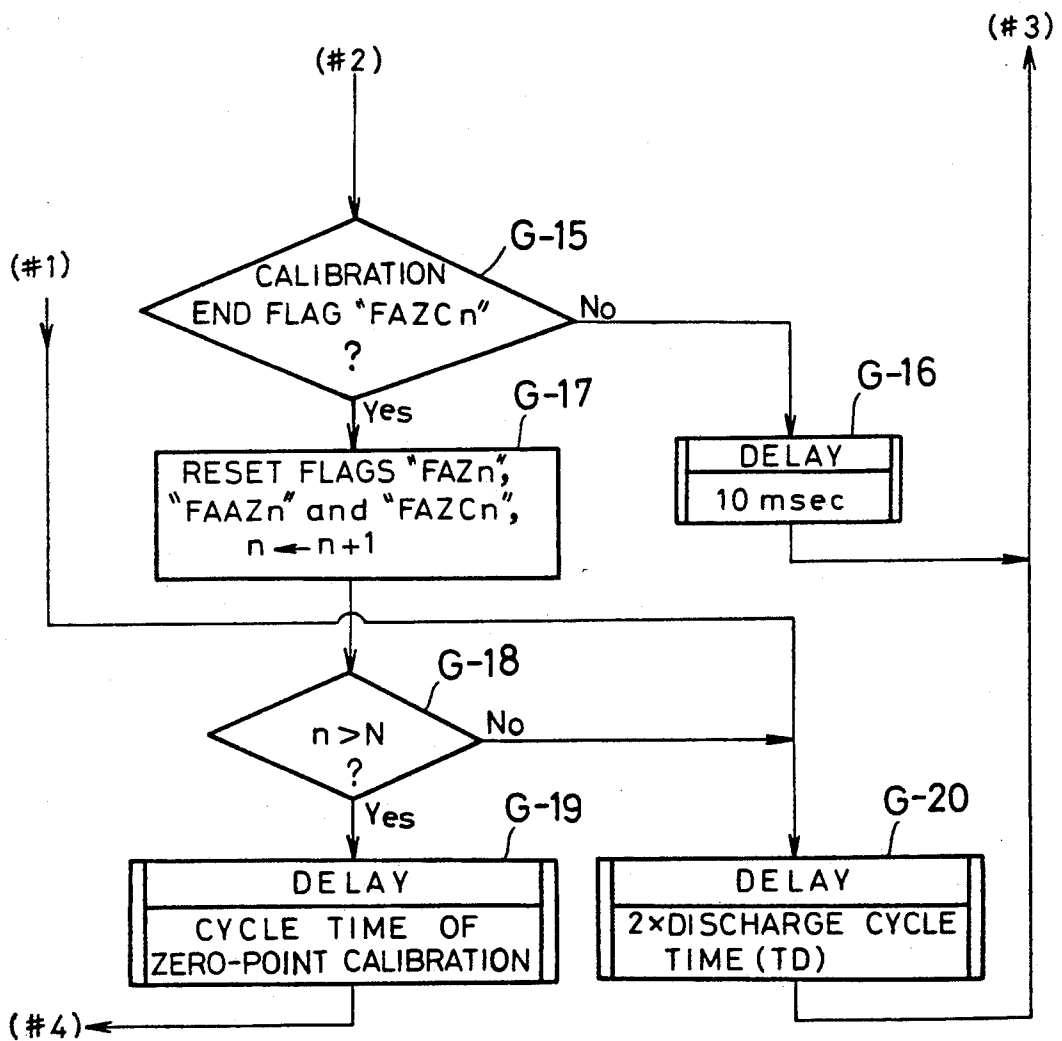 (#3)
(#2)
(#1)
G-15
CALIBRATION
END FLAG "FAZCn"
?
No
Yes
G-16
DELAY
10 msec
G-17
RESET FLAGS "FAZn",
"FAAZn" and "FAZCn",
n ← n+1
G-18
n > N
?
No
Yes
G-19
DELAY
CYCLE TIME OF
ZERO-POINT CALIBRATION
G-20
DELAY
2×DISCHARGE CYCLE
TIME (TD)
(#4)